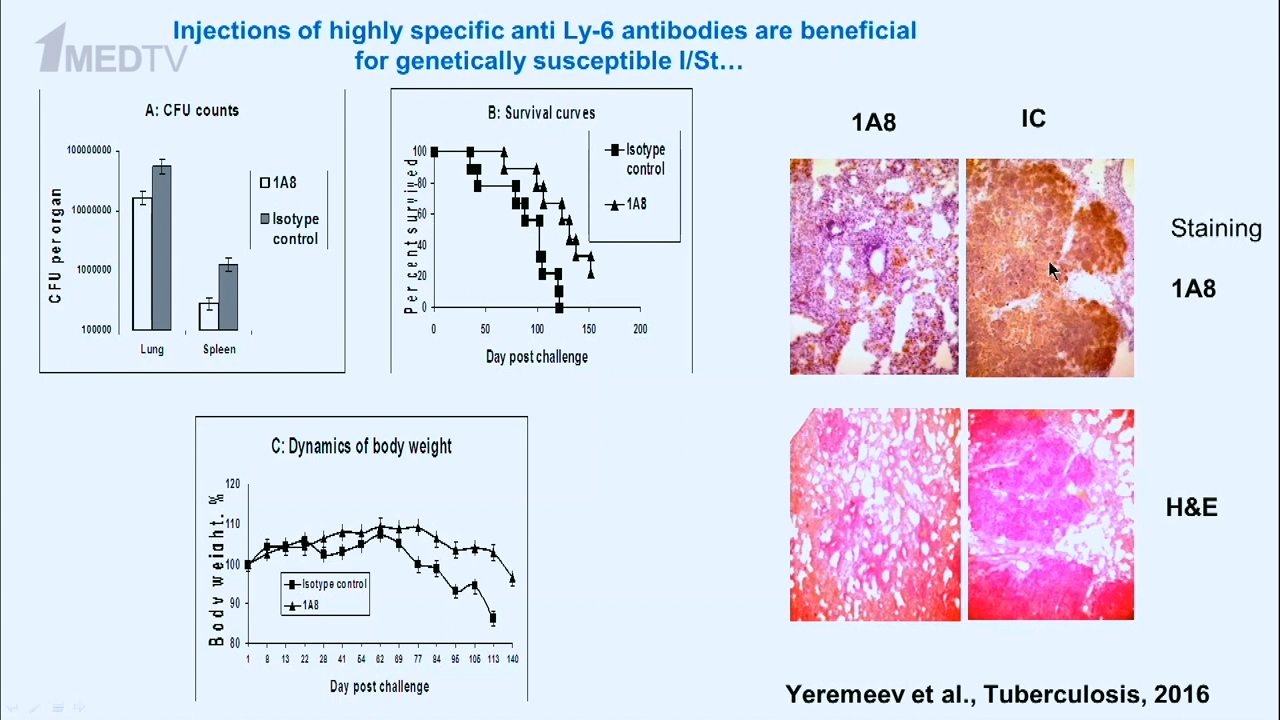 Injections of highly specific anti Ly-6 antibodies are beneficial
for genetically susceptible I/St…
1MEDTV
A: CFU counts
CFU per organ
100000000
10000000
1000000
100000
Lung
Spleen
1A8
Isotype
control
B: Survival curves
Per cent survived
100
80
60
40
20
0
0
50
100
150
200
Day post challenge
Isotype
control
1A8
C: Dynamics of body weight
Body weight. %
120
110
100
90
80
1
8
13
22
28
41
54
62
69
77
84
96
106
113
140
Day post challenge
Isotype control
1A8
1A8
IC
Staining
1A8
H&E
Yeremeev et al., Tuberculosis, 2016